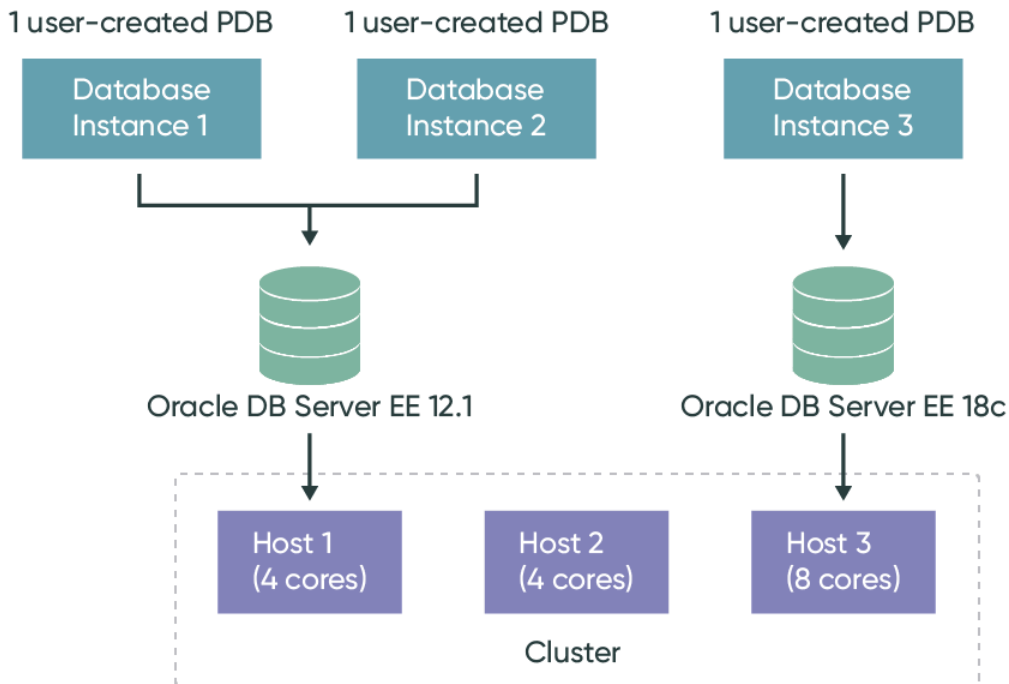 1 user-created PDB
1 user-created PDB
1 user-created PDB
Database
Instance 1
Database
Instance 2
Database
Instance 3
Oracle DB Server EE 12.1
Oracle DB Server EE 18c
Host 1
(4 cores)
Host 2
(4 cores)
Host 3
(8 cores)
Cluster